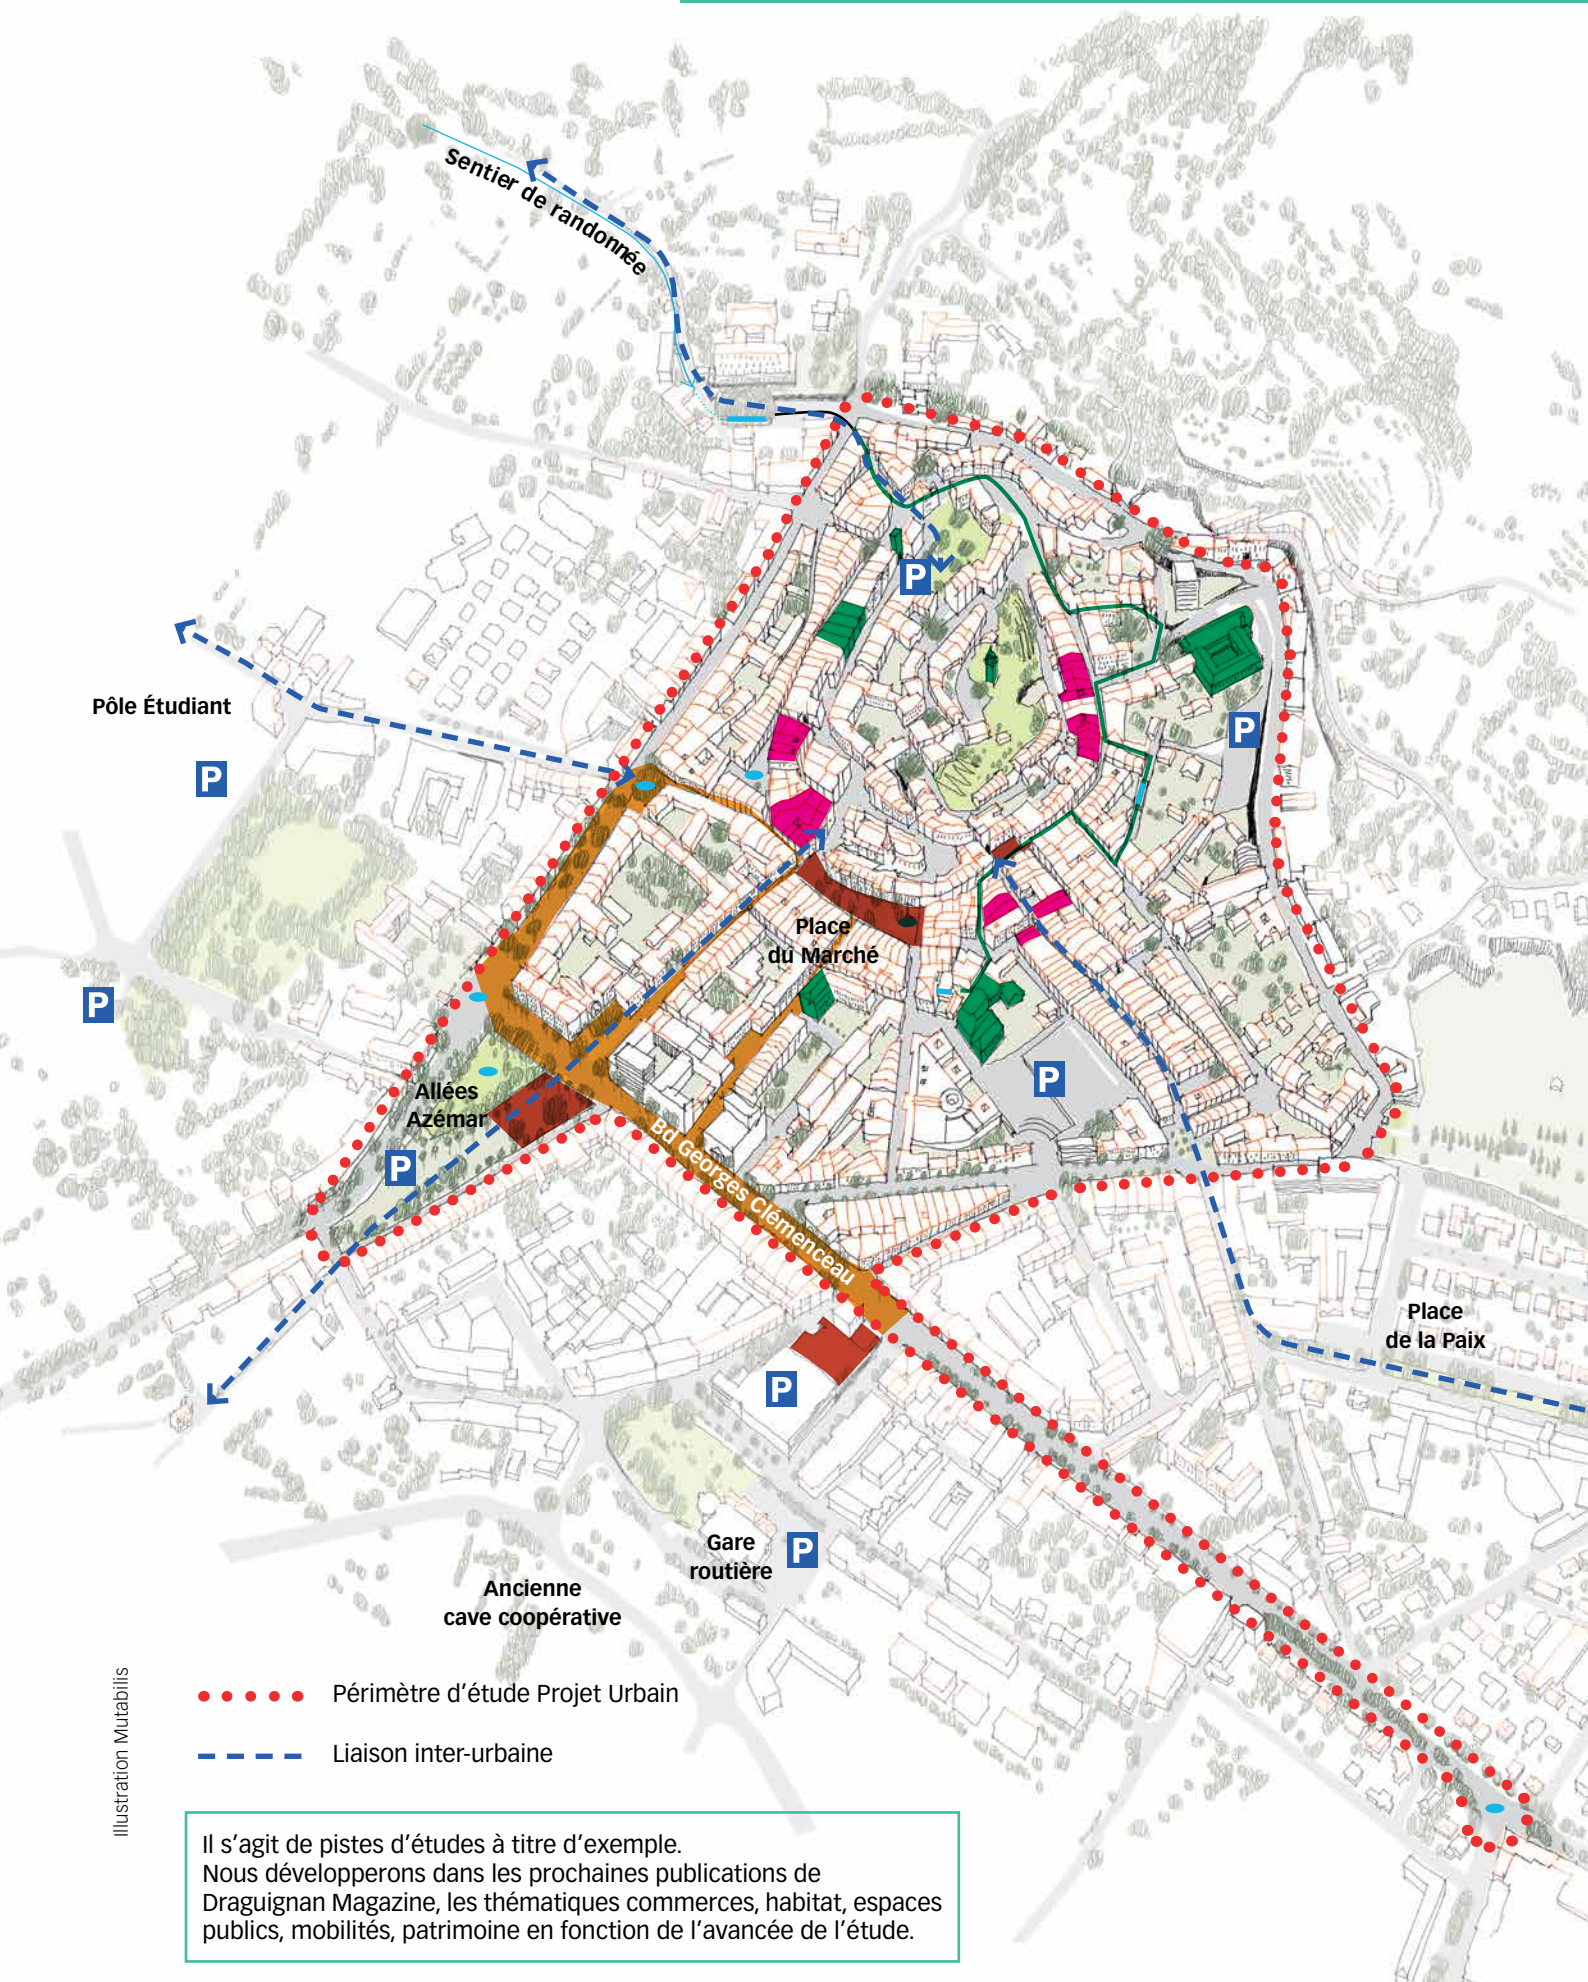 Sentier de randonnée
P
Pôle Étudiant
P
P
Place
du Marché
P
Allées
Azémar
P
P
Bd Georges Clémenceau
Place
de la Paix
P
Gare
routière
P
Ancienne
cave coopérative
Illustration Mutabilis
Périmètre d'étude Projet Urbain
Liaison inter-urbaine
Il s'agit de pistes d'études à titre d'exemple.
Nous développerons dans les prochaines publications de
Draguignan Magazine, les thématiques commerces, habitat, espaces
publics, mobilités, patrimoine en fonction de l'avancée de l'étude.